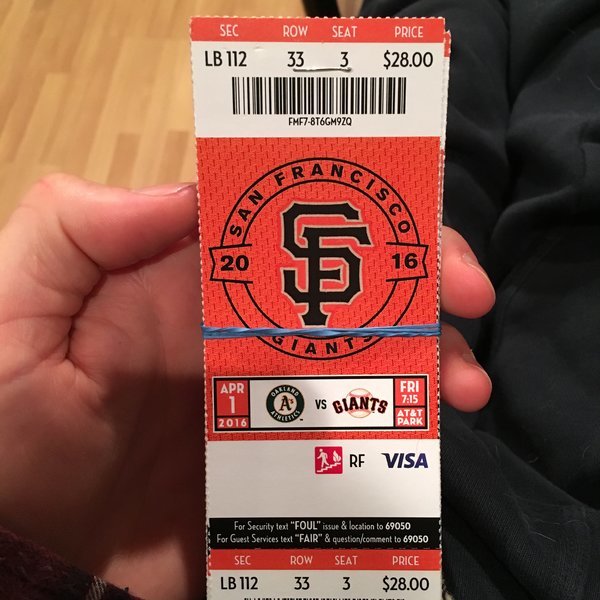 SEC ROW SEAT PRICE
LB 112 33 3 $28.00
FMF7-8T6GM9ZQ
SAN FRANCISCO
20 SF 16
GIANTS
APR
1
2016
OAKLAND
A's
ATHLETICS
VS
GIANTS
FRI
7:15
AT&T
PARK
RF VISA
For Security text "FOUL" issue & location to 69050
For Guest Services text "FAIR" & question/comment to 69050
SEC ROW SEAT PRICE
LB 112 33 3 $28.00